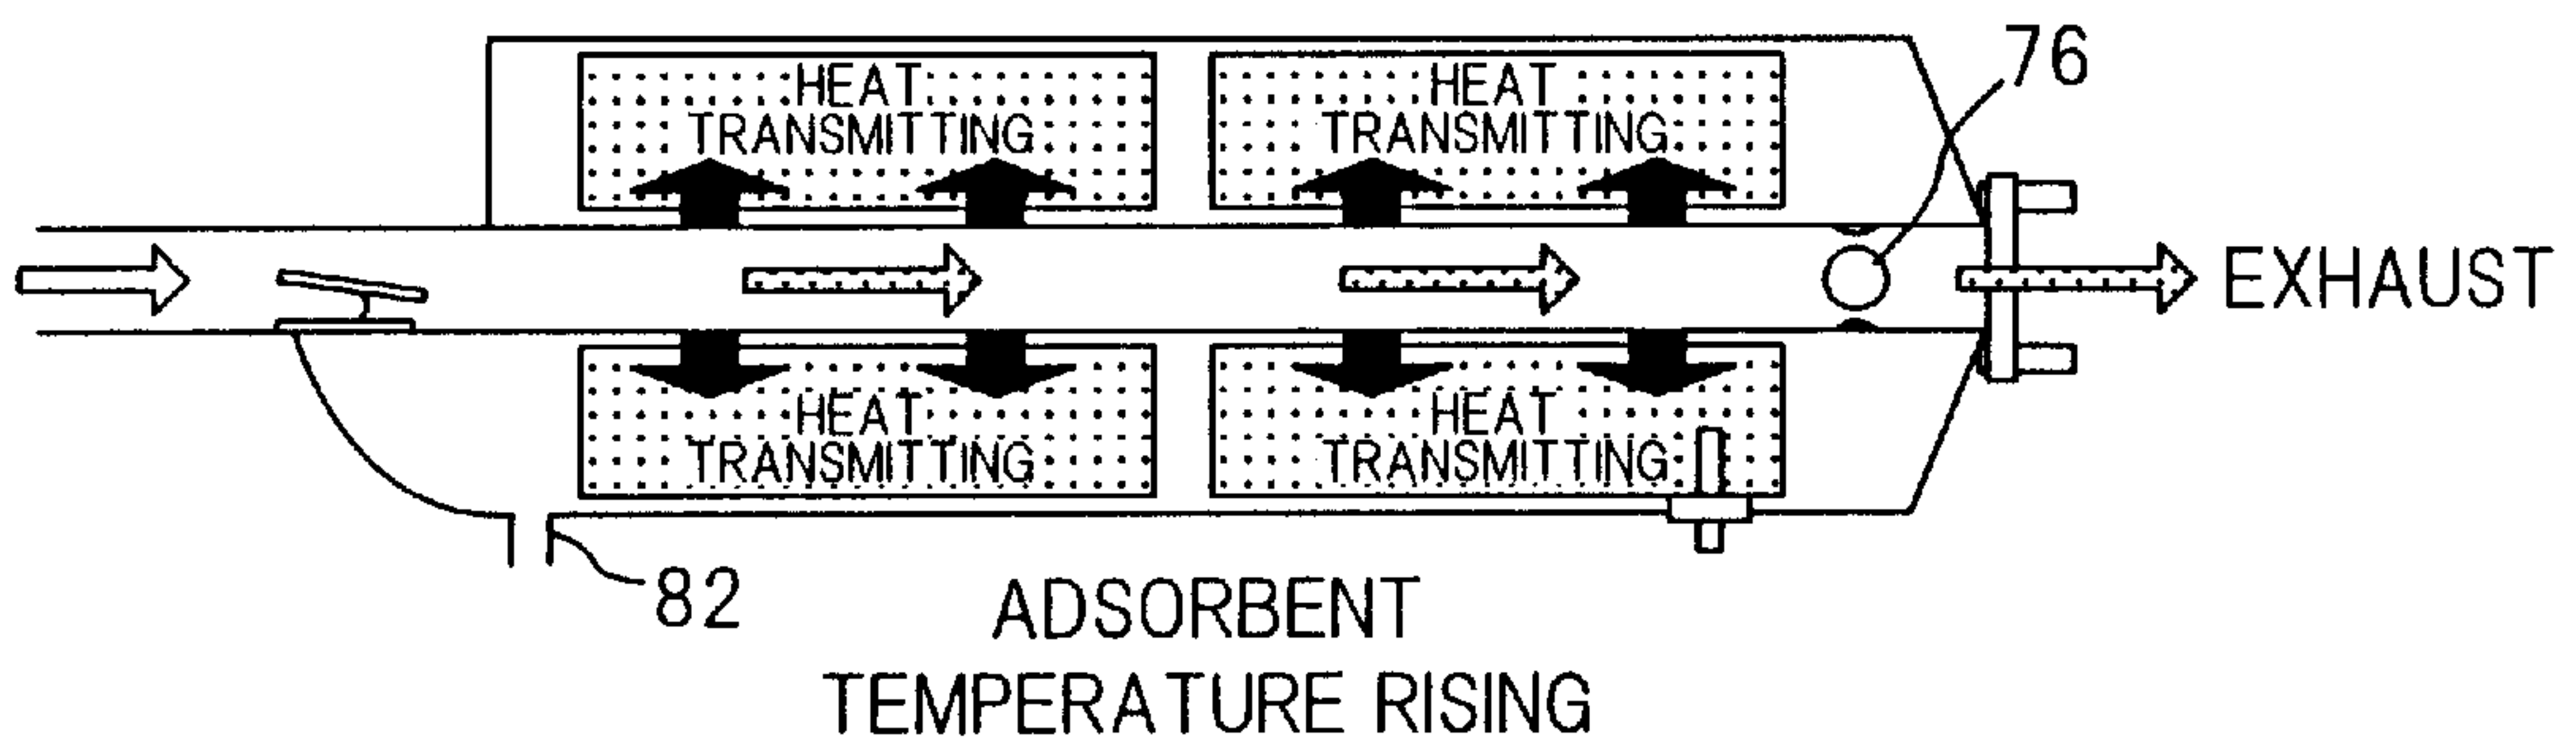 76
HEAT
TRANSMITTING
HEAT
TRANSMITTING
EXHAUST
HEAT
TRANSMITTING
HEAT
TRANSMITTING
82
ADSORBENT
TEMPERATURE RISING